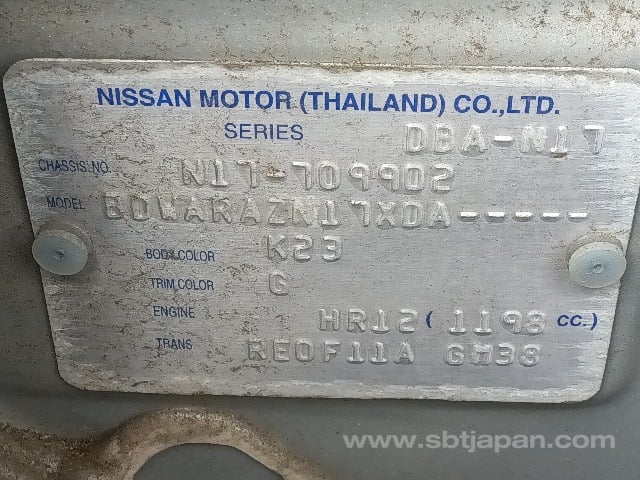 NISSAN MOTOR (THAILAND) CO.,LTD.
SERIES DBA-N17
CHASSIS NO. N17-709902
MODEL BDWARAZN17XDA-----
BODY COLOR K23
TRIM COLOR G
ENGINE HR12 ( 1198 CC.)
TRANS RE0F11A GM38
www.sbtjapan.com